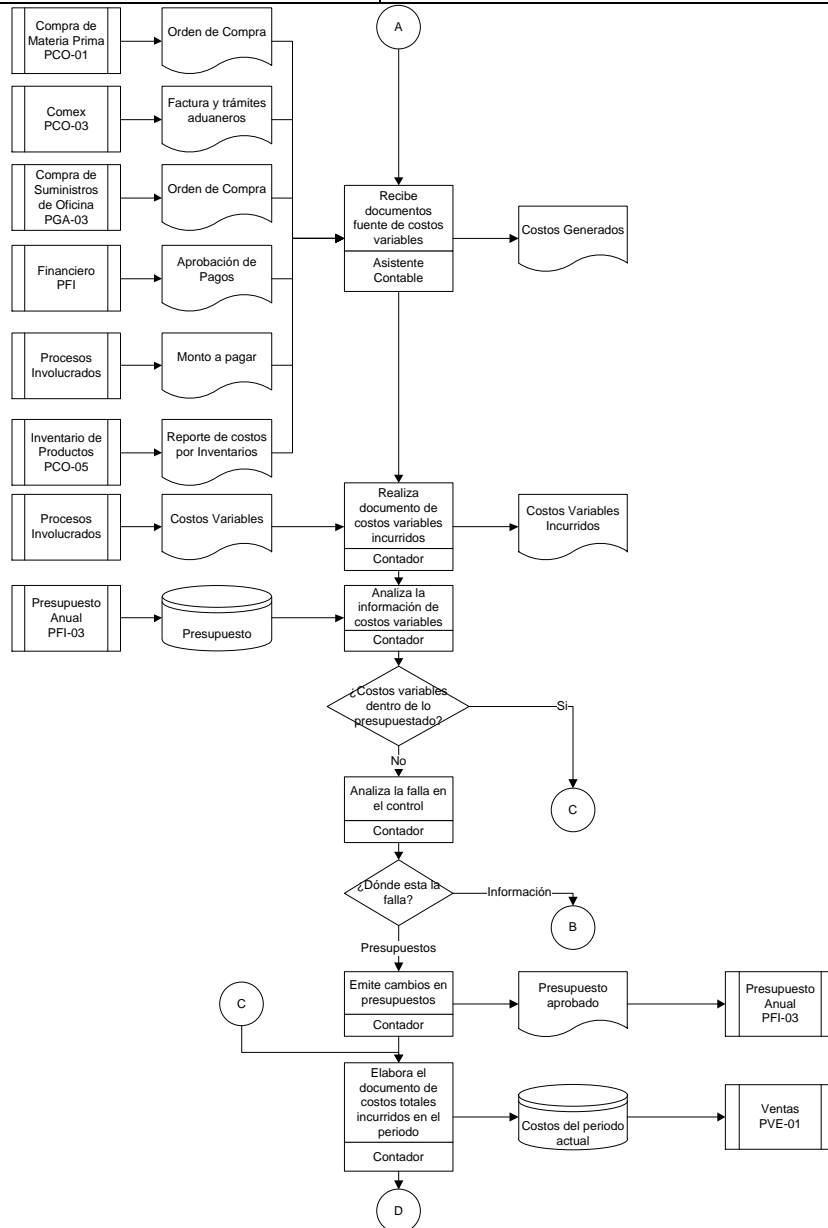 Compra de
Materia Prima
PCO-01
Orden de Compra
A
Comex
PCO-03
Factura y trámites
aduaneros
Compra de
Suministros
de Oficina
PGA-03
Orden de Compra
Recibe
documentos
fuente de costos
variables
Asistente
Contable
Costos Generados
Financiero
PFI
Aprobación de
Pagos
Procesos
Involucrados
Monto a pagar
Inventario de
Productos
PCO-05
Reporte de costos
por Inventarios
Procesos
Involucrados
Costos Variables
Realiza
documento de
costos variables
incurridos
Contador
Costos Variables
Incurridos
Presupuesto
Anual
PFI-03
Presupuesto
Analiza la
información de
costos variables
Contador
¿Costos variables
dentro de lo
presupuestado?
Si
No
C
Analiza la falla en
el control
Contador
¿Dónde esta la
falla?
Información
B
Presupuestos
Emite cambios en
presupuestos
Contador
Presupuesto
aprobado
Presupuesto
Anual
PFI-03
C
Elabora el
documento de
costos totales
incurridos en el
periodo
Contador
Costos del periodo
actual
Ventas
PVE-01
D